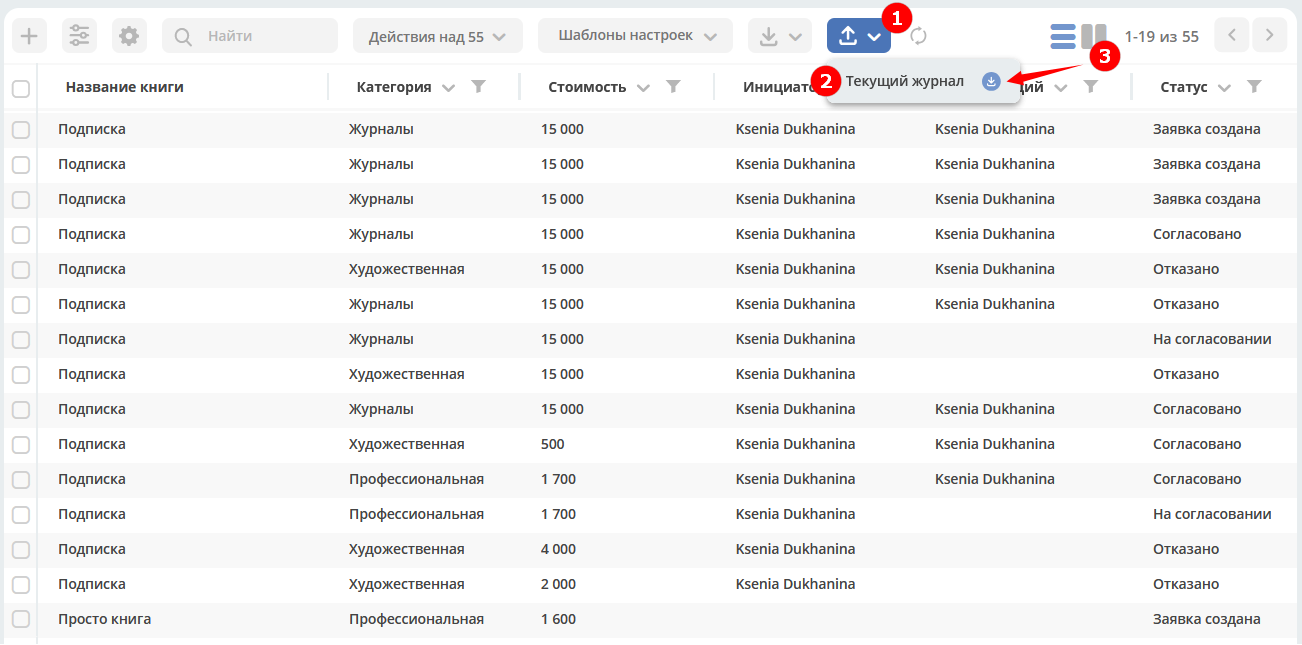 Найти Действия над 55 Шаблоны настроек 1 1-19 из 55
3
2 Текущий журнал
Название книги Категория Стоимость Статус
Подписка Журналы 15 000 Ksenia Dukhanina Ksenia Dukhanina Заявка создана
Подписка Журналы 15 000 Ksenia Dukhanina Ksenia Dukhanina Заявка создана
Подписка Журналы 15 000 Ksenia Dukhanina Ksenia Dukhanina Заявка создана
Подписка Журналы 15 000 Ksenia Dukhanina Ksenia Dukhanina Согласовано
Подписка Художественная 15 000 Ksenia Dukhanina Ksenia Dukhanina Отказано
Подписка Журналы 15 000 Ksenia Dukhanina Ksenia Dukhanina Отказано
Подписка Журналы 15 000 Ksenia Dukhanina На согласовании
Подписка Художественная 15 000 Ksenia Dukhanina Отказано
Подписка Журналы 15 000 Ksenia Dukhanina Ksenia Dukhanina Согласовано
Подписка Художественная 500 Ksenia Dukhanina Ksenia Dukhanina Согласовано
Подписка Профессиональная 1 700 Ksenia Dukhanina Ksenia Dukhanina Согласовано
Подписка Профессиональная 1 700 Ksenia Dukhanina На согласовании
Подписка Художественная 4 000 Ksenia Dukhanina Отказано
Подписка Художественная 2 000 Ksenia Dukhanina Отказано
Просто книга Профессиональная 1 600 Заявка создана